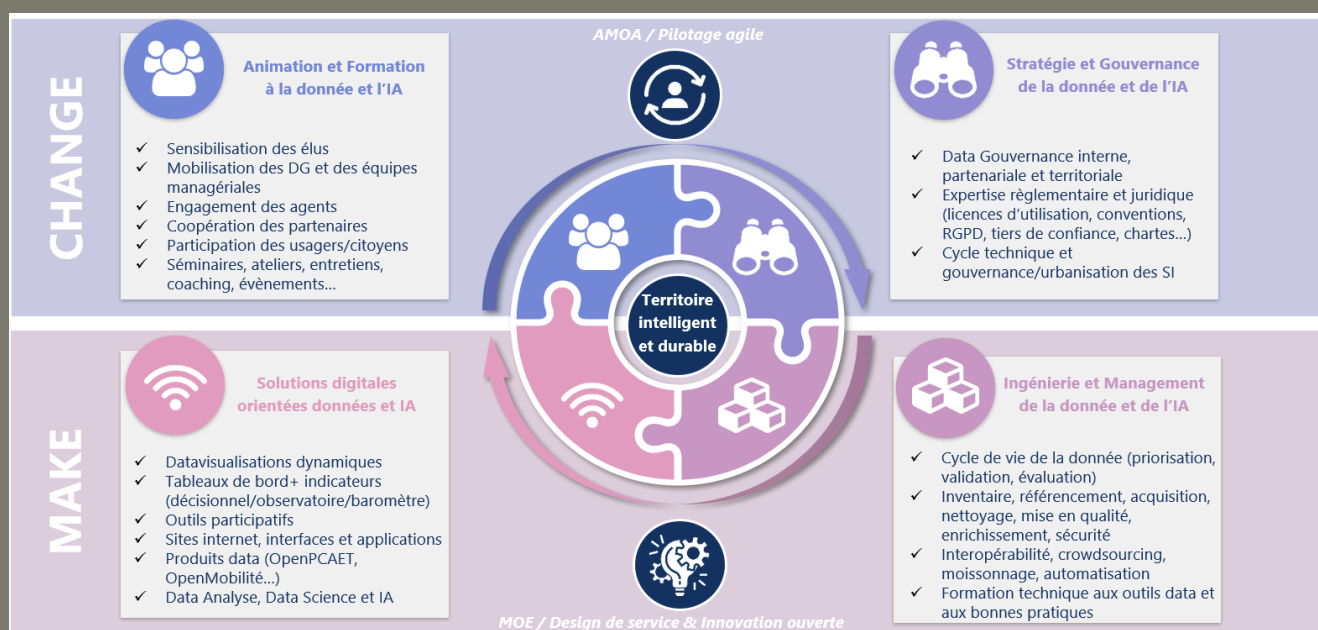 AMOA / Pilotage agile
CHANGE
Animation et Formation
à la donnée et l'IA
✓ Sensibilisation des élus
✓ Mobilisation des DG et des équipes
managériales
✓ Engagement des agents
✓ Coopération des partenaires
✓ Participation des usagers/citoyens
✓ Séminaires, ateliers, entretiens,
coaching, évènements...
Stratégie et Gouvernance
de la donnée et de l'IA
✓ Data Gouvernance interne,
partenariale et territoriale
✓ Expertise règlementaire et juridique
(licences d'utilisation, conventions,
RGPD, tiers de confiance, chartes...)
✓ Cycle technique et
gouvernance/urbanisation des SI
Territoire
intelligent
et durable
MAKE
Solutions digitales
orientées données et IA
✓ Datavisualisations dynamiques
✓ Tableaux de bord+ indicateurs
(décisionnel/observatoire/baromètre)
✓ Outils participatifs
✓ Sites internet, interfaces et applications
✓ Produits data (OpenPCAET,
OpenMobilité...)
✓ Data Analyse, Data Science et IA
Ingénierie et Management
de la donnée et de l'IA
✓ Cycle de vie de la donnée (priorisation,
validation, évaluation)
✓ Inventaire, référencement, acquisition,
nettoyage, mise en qualité,
enrichissement, sécurité
✓ Interopérabilité, crowdsourcing,
moissonnage, automatisation
✓ Formation technique aux outils data et
aux bonnes pratiques
MOE / Design de service & Innovation ouverte